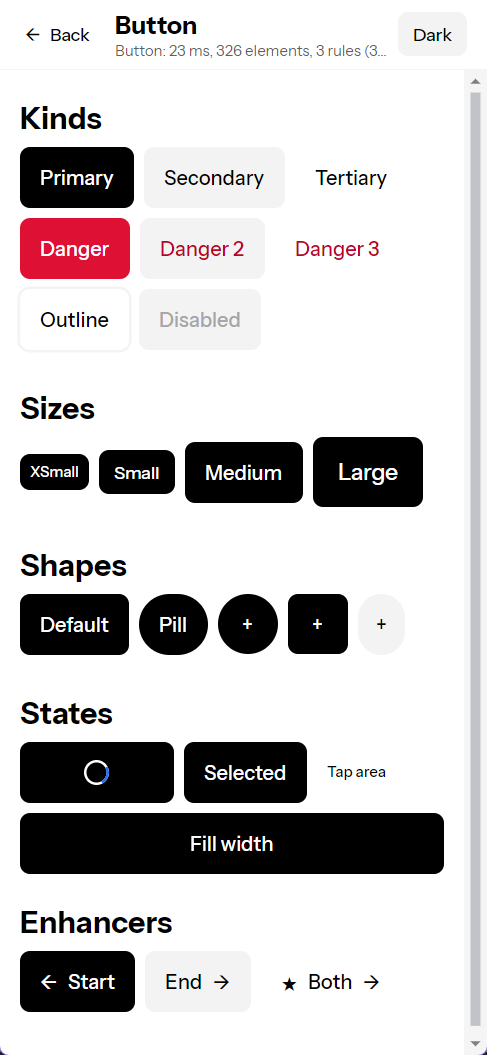 ← Back
Button
Button: 23 ms, 326 elements, 3 rules (3...
Dark
Kinds
Primary
Secondary
Tertiary
Danger
Danger 2
Danger 3
Outline
Disabled
Sizes
XSmall
Small
Medium
Large
Shapes
Default
Pill
+
+
+
States
Selected
Tap area
Fill width
Enhancers
← Start
End →
★ Both →